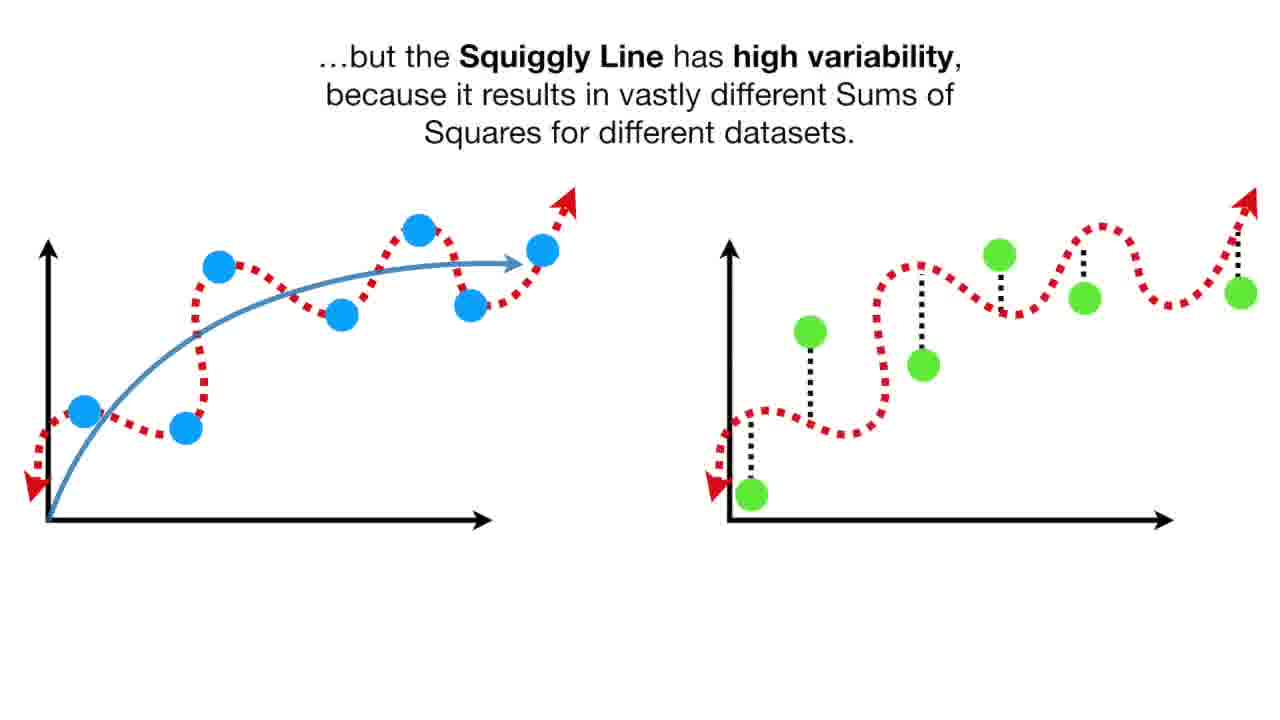 …but the Squiggly Line has high variability,
because it results in vastly different Sums of
Squares for different datasets.